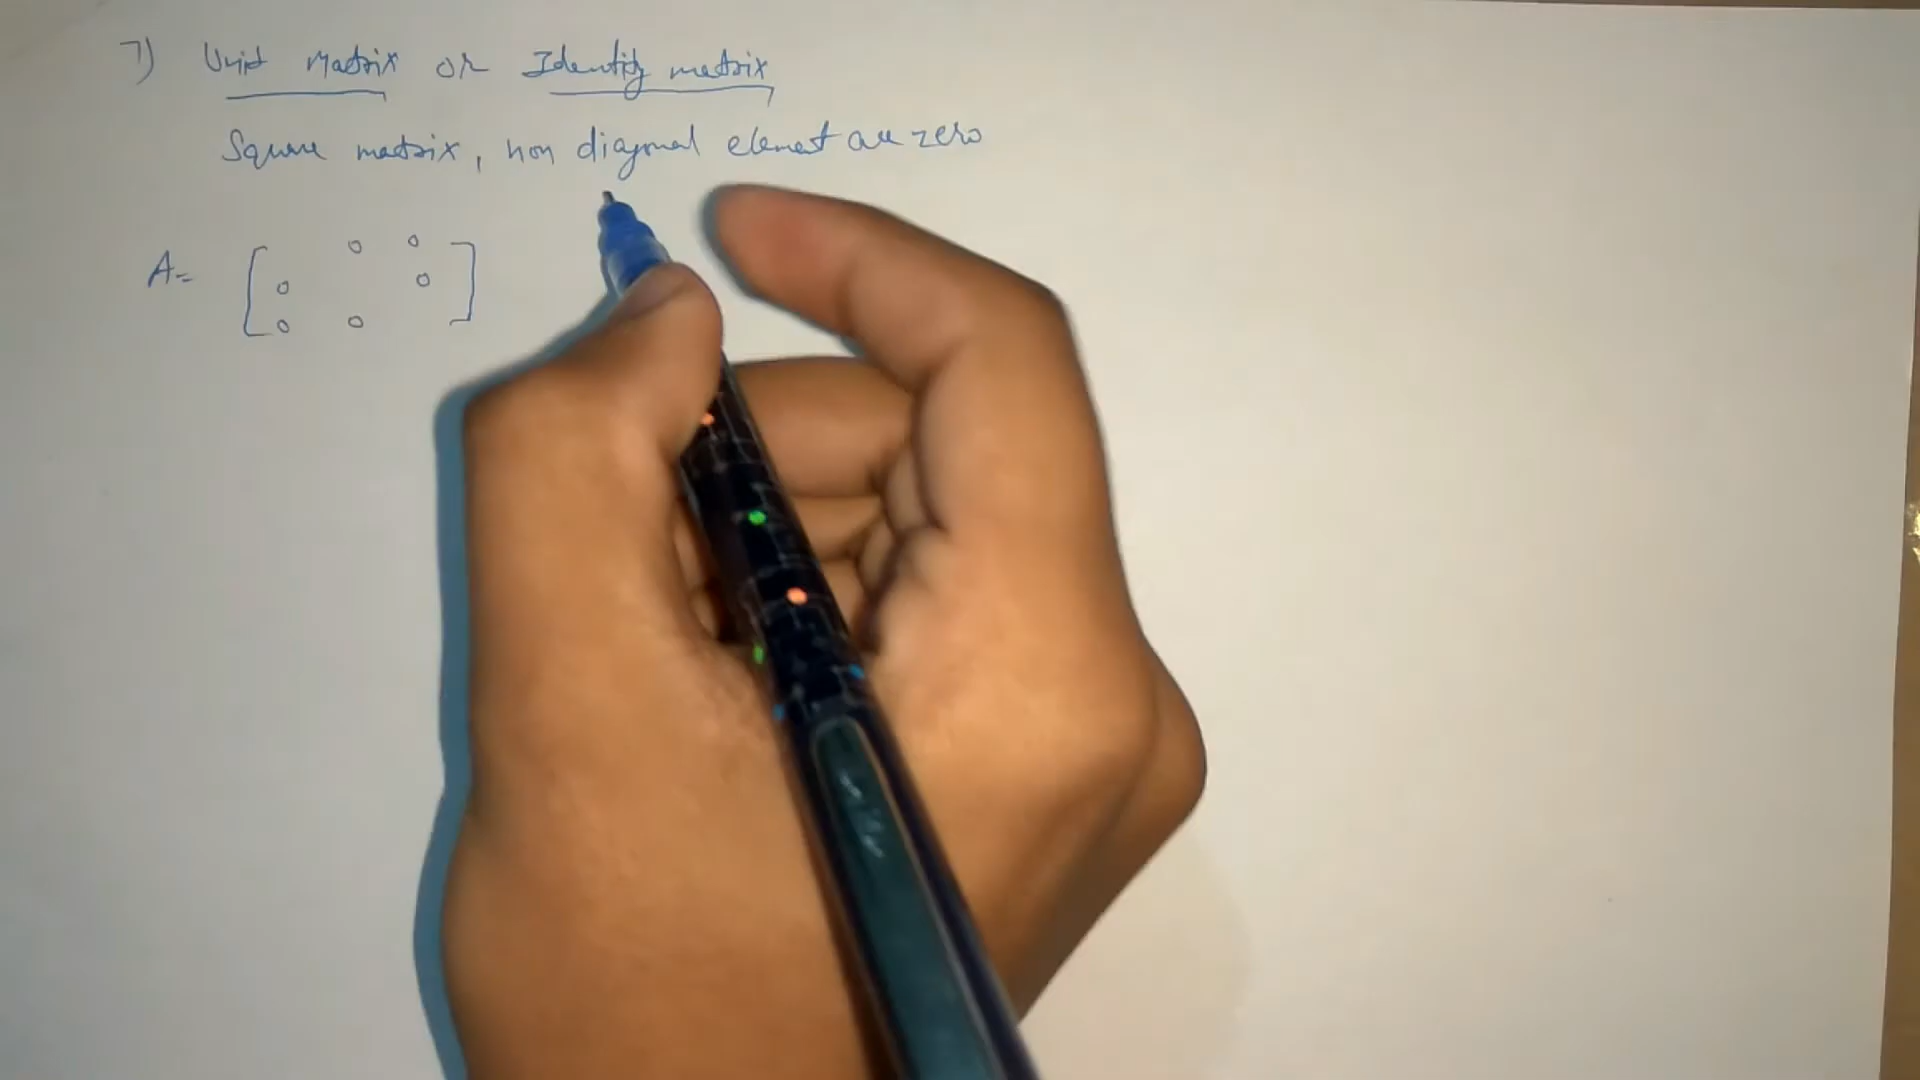 7) Unit Matrix or Identity matrix
Square matrix, non diagonal element are zero
A= [ 0 0
0 0
0 0 ]